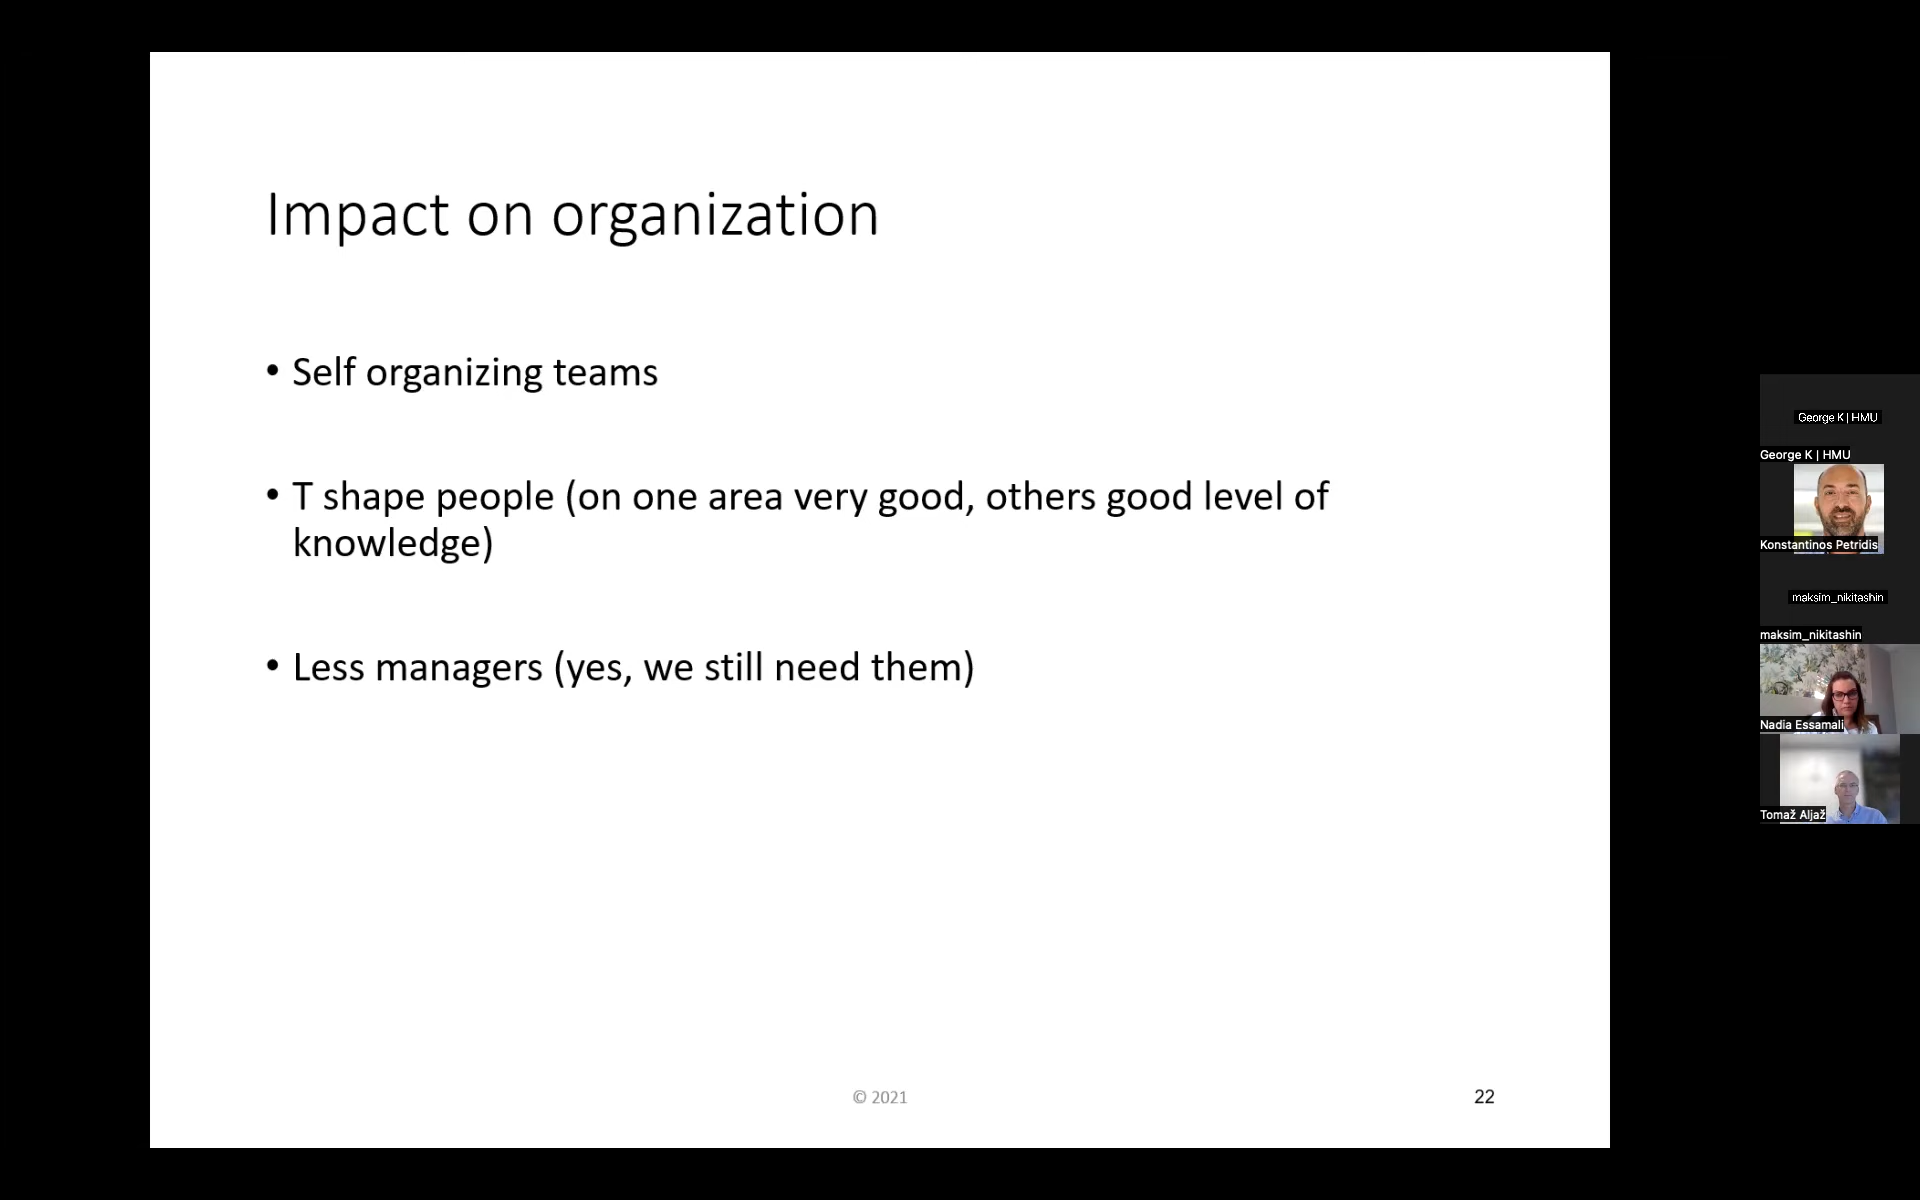 Impact on organization
• Self organizing teams
• T shape people (on one area very good, others good level of
knowledge)
• Less managers (yes, we still need them)
© 2021
22
George K | HMU
George K | HMU
Konstantinos Petridis
maksim_nikitashin
maksim_nikitashin
Nadia Essamali
Tomaž Aljaž